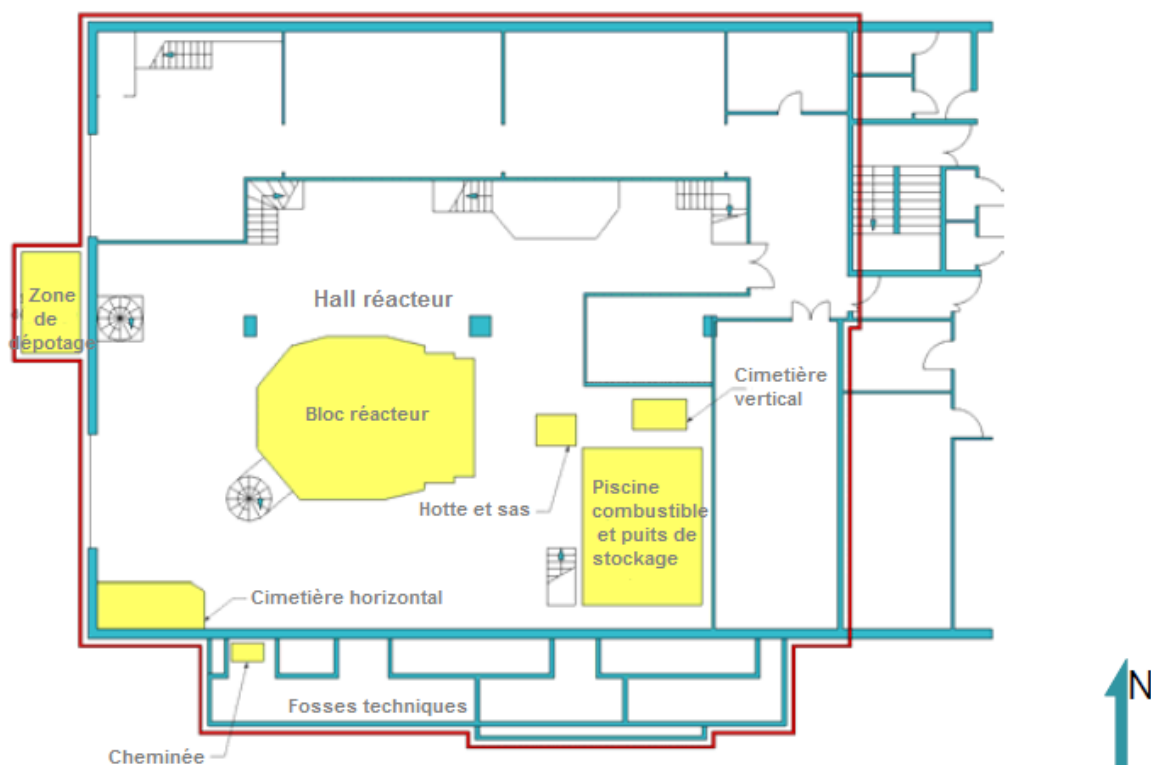 Zone
de
dépotage
Hall réacteur
Bloc réacteur
Cimetière
vertical
Hotte et sas
Piscine
combustible
et puits de
stockage
Cimetière horizontal
Fosses techniques
Cheminée
N